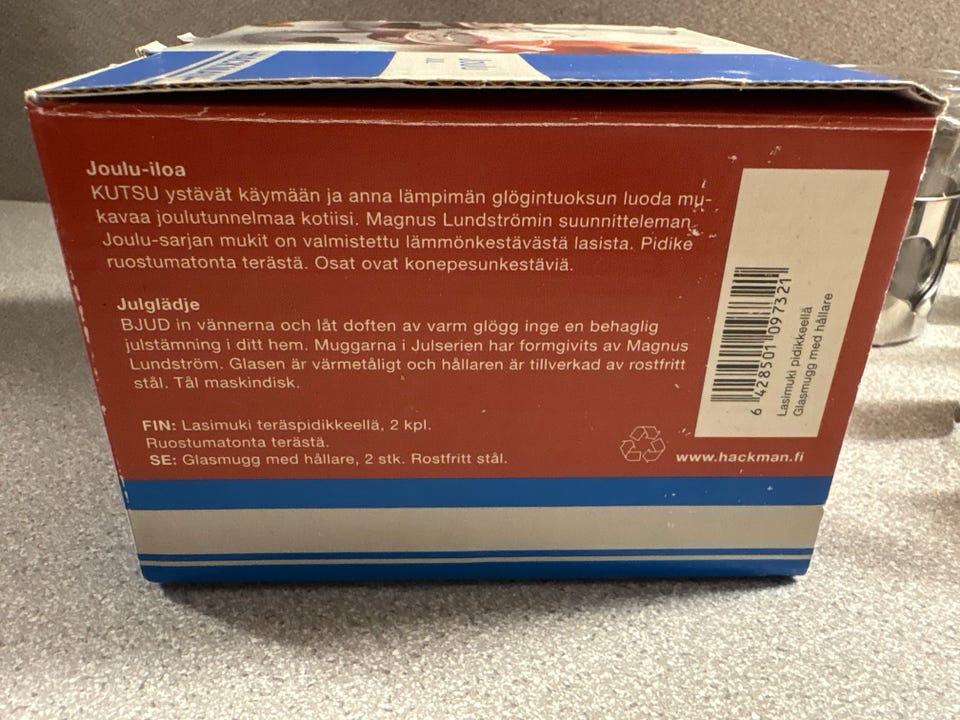 Joulu
Joulu-iloa
KUTSU ystävät käymään ja anna lämpimän glögintuoksun luoda mu-
kavaa joulutunnelmaa kotiisi. Magnus Lundströmin suunnitteleman
Joulu-sarjan mukit on valmistettu lämmönkestävästä lasista. Pidike
ruostumatonta terästä. Osat ovat konepesunkestäviä.
Julglädje
BJUD in vännerna och låt doften av varm glögg inge en behaglig
julstämning i ditt hem. Muggarna i Julserien har formgivits av Magnus
Lundström. Glasen är värmetåligt och hållaren är tillverkad av rostfritt
stål. Tål maskindisk.
FIN: Lasimuki teräspidikkeellä, 2 kpl.
Ruostumatonta terästä.
SE: Glasmugg med hållare, 2 stk. Rostfritt stål.
www.hackman.fi
6 428501 097321
Lasimuki pidikkeellä
Glasmugg med hållare